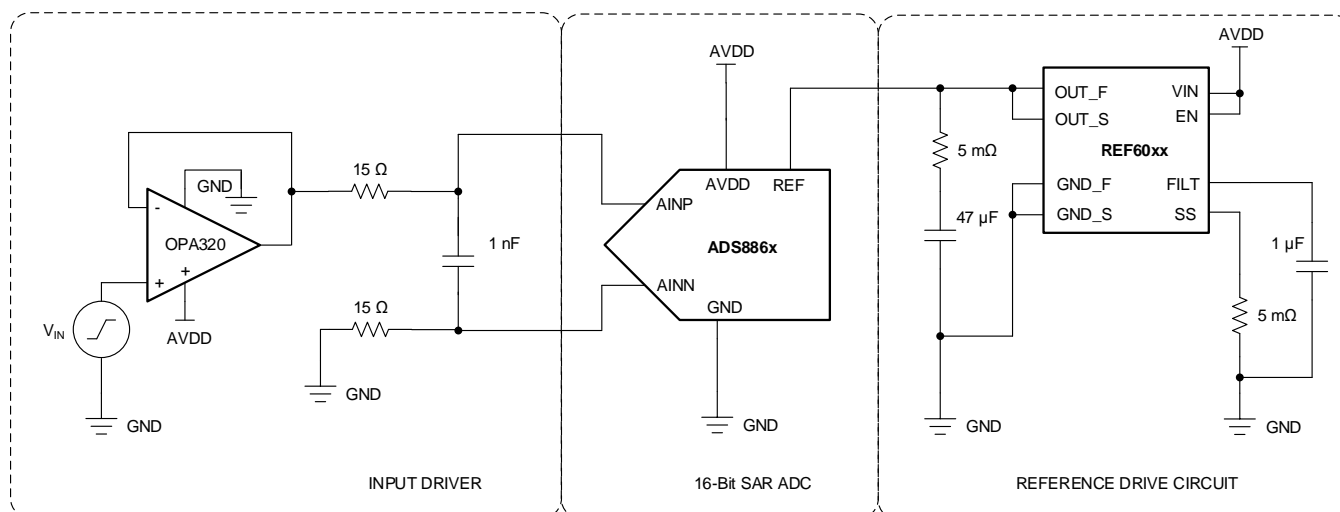 GND
-
OPA320
+
+
V_IN
AVDD
GND
15 Ω
1 nF
15 Ω
GND
INPUT DRIVER
AVDD
AVDD REF
AINP
ADS886x
AINN
GND
GND
16-Bit SAR ADC
AVDD
OUT_F VIN
OUT_S EN
REF60xx
GND_F FILT
GND_S SS
5 mΩ
47 µF
1 µF
5 mΩ
GND
GND
REFERENCE DRIVE CIRCUIT